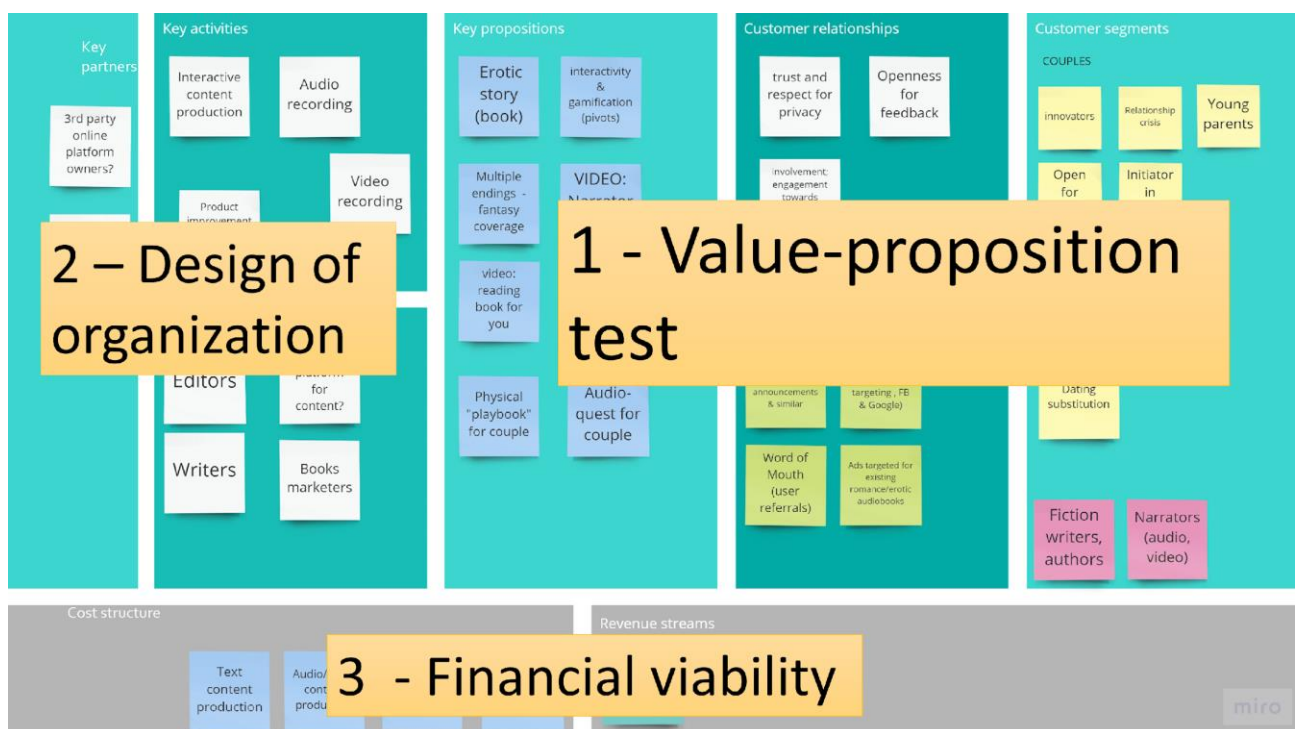 Key
partners
3rd party
online
platform
owners?
Key activities
Interactive
content
production
Audio
recording
Video
recording
Product
improvement
2 – Design of
organization
Editors
platform
for
content?
Writers
Books
marketers
Key propositions
Erotic
story
(book)
interactivity
&
gamification
(pivots)
Multiple
endings -
fantasy
coverage
VIDEO:
Narrator
video:
reading
book for
you
Physical
"playbook"
for couple
Audio-
quest for
couple
Customer relationships
trust and
respect for
privacy
Openness
for
feedback
Involvement;
engagement
towards
1 - Value-proposition
test
announcements
& similar
targeting , FB
& Google)
Word of
Mouth
(user
referrals)
Ads targeted for
existing
romance/erotic
audiobooks
Customer segments
COUPLES
innovators
Relationship
crisis
Young
parents
Open
for
Initiator
in
Dating
substitution
Fiction
writers,
authors
Narrators
(audio,
video)
Cost structure
Text
content
production
Audio/
cont
produ
3 - Financial viability
Revenue streams
miro